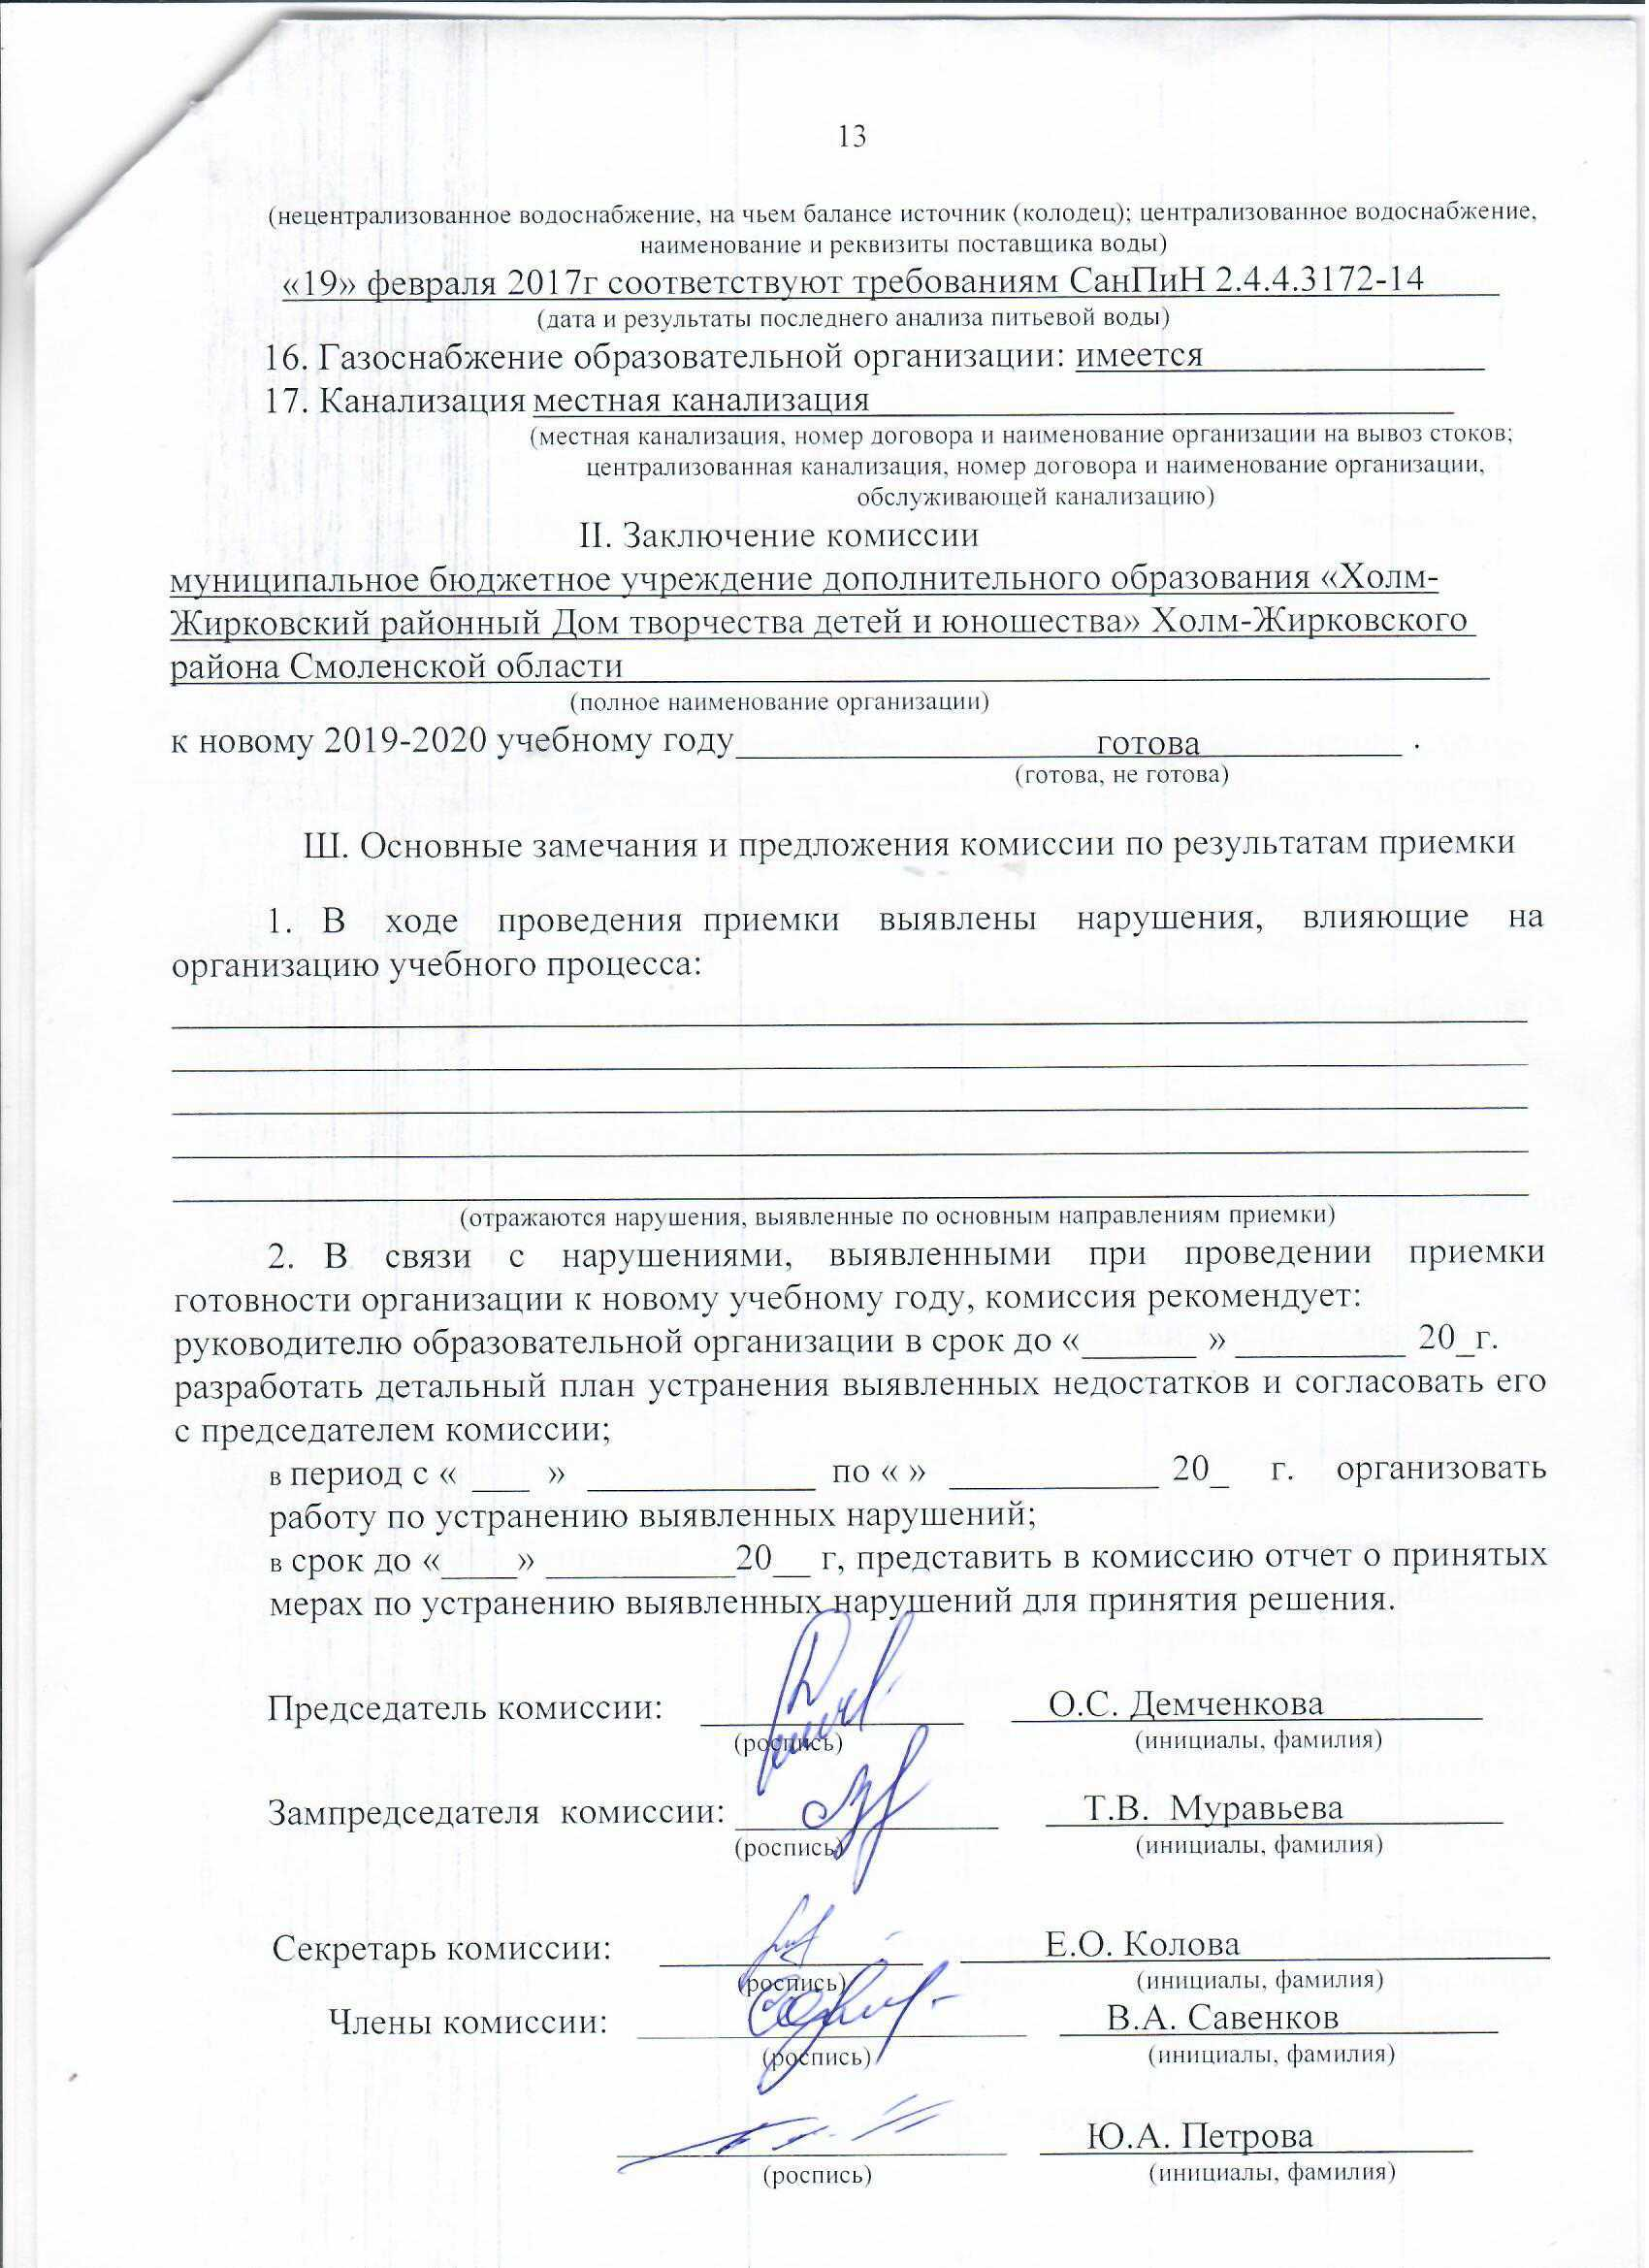 13
(нецентрализованное водоснабжение, на чьем балансе источник (колодец); централизованное водоснабжение,
наименование и реквизиты поставщика воды)
«19» февраля 2017г соответствуют требованиям СанПиН 2.4.4.3172-14
(дата и результаты последнего анализа питьевой воды)
16. Газоснабжение образовательной организации: имеется
17. Канализация местная канализация
(местная канализация, номер договора и наименование организации на вывоз стоков;
централизованная канализация, номер договора и наименование организации,
обслуживающей канализацию)
II. Заключение комиссии
муниципальное бюджетное учреждение дополнительного образования «Холм-
Жирковский районный Дом творчества детей и юношества» Холм-Жирковского
района Смоленской области
(полное наименование организации)
к новому 2019-2020 учебному году готова .
(готова, не готова)
Ш. Основные замечания и предложения комиссии по результатам приемки
1. В ходе проведения приемки выявлены нарушения, влияющие на
организацию учебного процесса:
(отражаются нарушения, выявленные по основным направлениям приемки)
2. В связи с нарушениями, выявленными при проведении приемки
готовности организации к новому учебному году, комиссия рекомендует:
руководителю образовательной организации в срок до «______ » _________ 20_г.
разработать детальный план устранения выявленных недостатков и согласовать его
с председателем комиссии;
в период с « ___ » ____________ по « » ___________ 20_ г. организовать
работу по устранению выявленных нарушений;
в срок до «____» __________20__ г, представить в комиссию отчет о принятых
мерах по устранению выявленных нарушений для принятия решения.
Председатель комиссии: О.С. Демченкова
(роспись) (инициалы, фамилия)
Зампредседателя комиссии: Т.В. Муравьева
(роспись) (инициалы, фамилия)
Секретарь комиссии: Е.О. Колова
(роспись) (инициалы, фамилия)
Члены комиссии: В.А. Савенков
(роспись) (инициалы, фамилия)
Ю.А. Петрова
(роспись) (инициалы, фамилия)